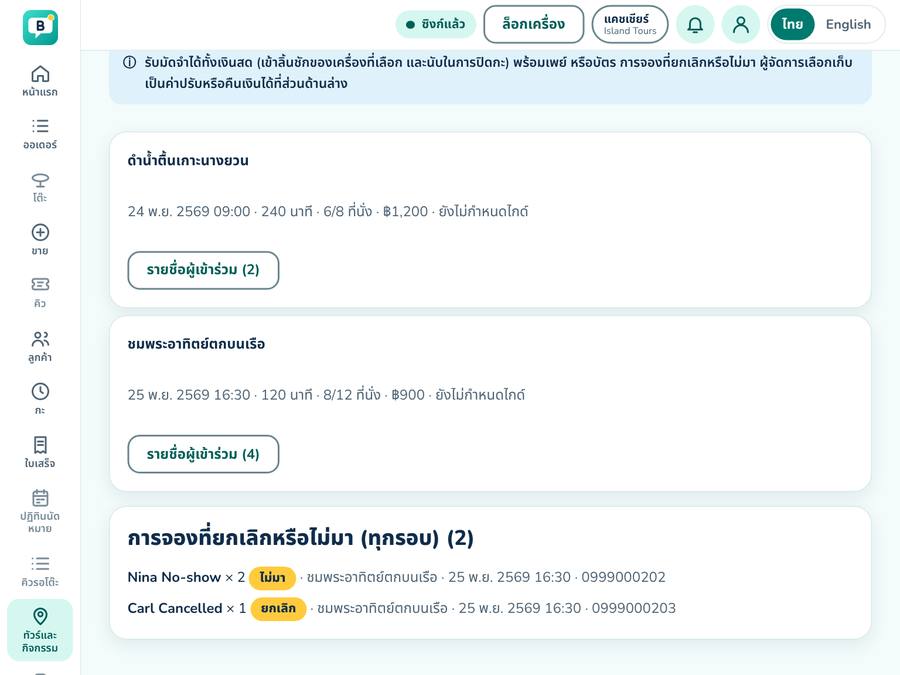 B
ซิงก์แล้ว
ล็อกเครื่อง
แคชเชียร์
Island Tours
ไทย
English
หน้าแรก
ออเดอร์
โต๊ะ
ขาย
คิว
ลูกค้า
กะ
ใบเสร็จ
ปฏิทินนัด
หมาย
คิวรอโต๊ะ
ทัวร์และ
กิจกรรม
รับมัดจำได้ทั้งเงินสด (เข้าลิ้นชักของเครื่องที่เลือก และนับในการปิดกะ) พร้อมเพย์ หรือบัตร การจองที่ยกเลิกหรือไม่มา ผู้จัดการเลือกเก็บ
เป็นค่าปรับหรือคืนเงินได้ที่ส่วนด้านล่าง
ดำน้ำตื้นเกาะนางยวน
24 พ.ย. 2569 09:00 · 240 นาที · 6/8 ที่นั่ง · ฿1,200 · ยังไม่กำหนดไกด์
รายชื่อผู้เข้าร่วม (2)
ชมพระอาทิตย์ตกบนเรือ
25 พ.ย. 2569 16:30 · 120 นาที · 8/12 ที่นั่ง · ฿900 · ยังไม่กำหนดไกด์
รายชื่อผู้เข้าร่วม (4)
การจองที่ยกเลิกหรือไม่มา (ทุกรอบ) (2)
Nina No-show × 2 ไม่มา · ชมพระอาทิตย์ตกบนเรือ · 25 พ.ย. 2569 16:30 · 0999000202
Carl Cancelled × 1 ยกเลิก · ชมพระอาทิตย์ตกบนเรือ · 25 พ.ย. 2569 16:30 · 0999000203